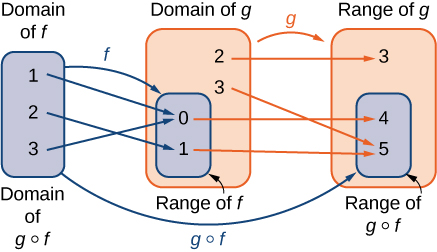 Domain
of f
Domain of g
Range of g
f
g
1
2
3
2
3
0
1
3
4
5
Domain
of
g ∘ f
Range of f
Range of
g ∘ f
g ∘ f